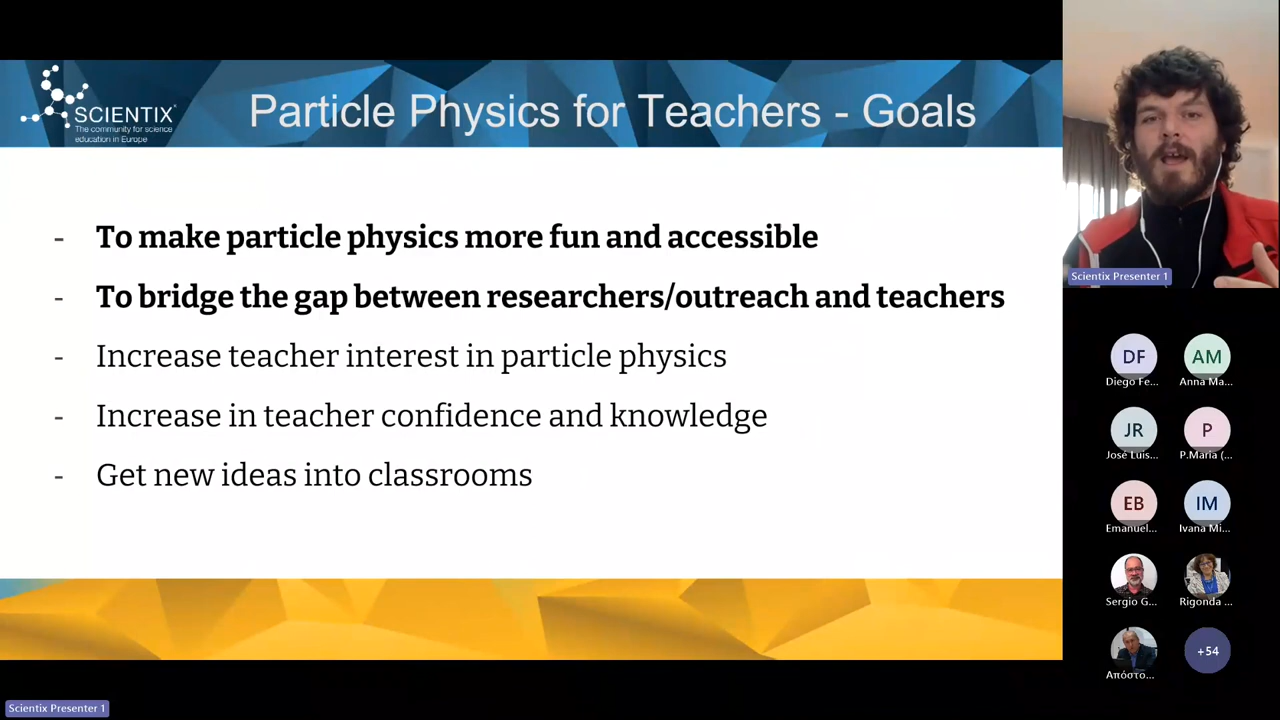 SCIENTIX
The community for science
education in Europe
Particle Physics for Teachers - Goals
- To make particle physics more fun and accessible
- To bridge the gap between researchers/outreach and teachers
- Increase teacher interest in particle physics
- Increase in teacher confidence and knowledge
- Get new ideas into classrooms
Scientix Presenter 1
DF
Diego Fe...
AM
Anna Ma...
JR
José Luis...
P
P.Maria (...
EB
Emanuel...
IM
Ivana Mi...
Sergio G...
Rigonda ...
Απόστο...
+54
Scientix Presenter 1